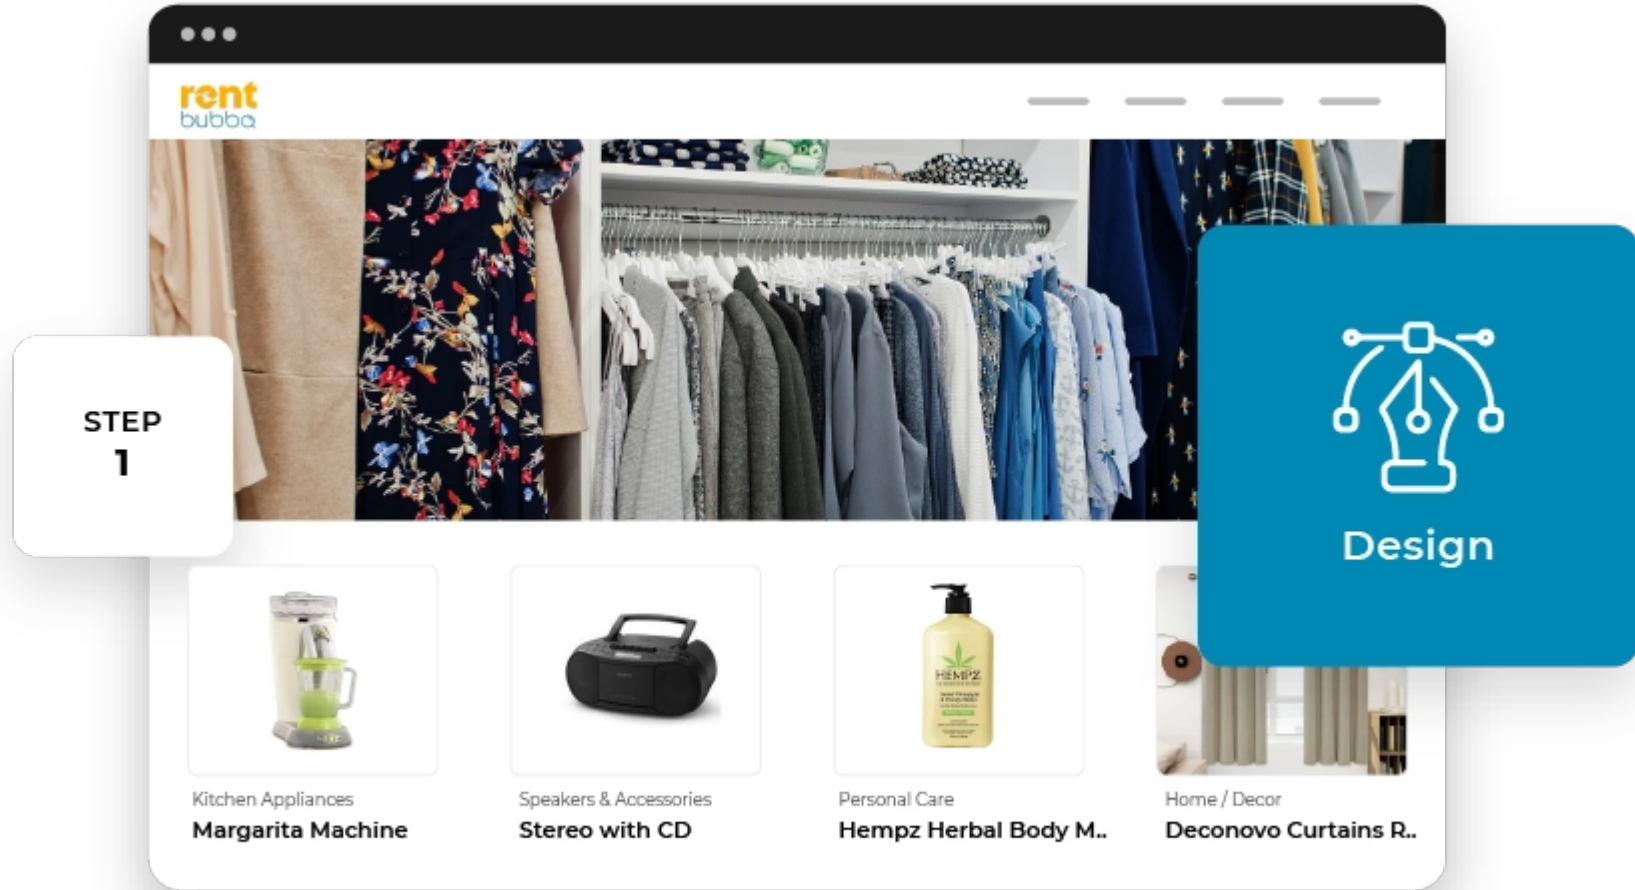 rent
bubba
STEP
1
Design
HEMPZ
Kitchen Appliances
Margarita Machine
Speakers & Accessories
Stereo with CD
Personal Care
Hempz Herbal Body M..
Home / Decor
Deconovo Curtains R..